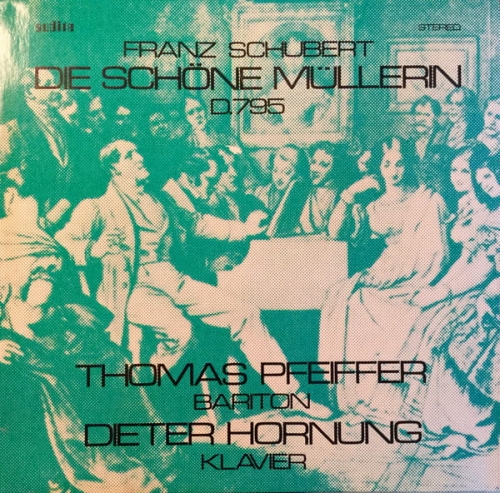 audite
STEREO
FRANZ SCHUBERT
DIE SCHÖNE MÜLLERIN
D.795
THOMAS PFEIFFER
BARITON
DIETER HORNUNG
KLAVIER